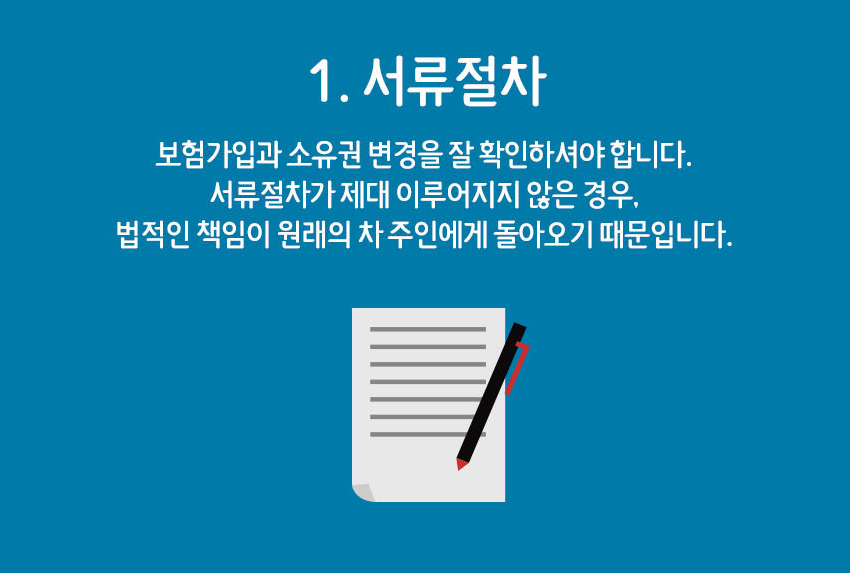 1. 서류절차
보험가입과 소유권 변경을 잘 확인하셔야 합니다.
서류절차가 제대 이루어지지 않은 경우,
법적인 책임이 원래의 차 주인에게 돌아오기 때문입니다.